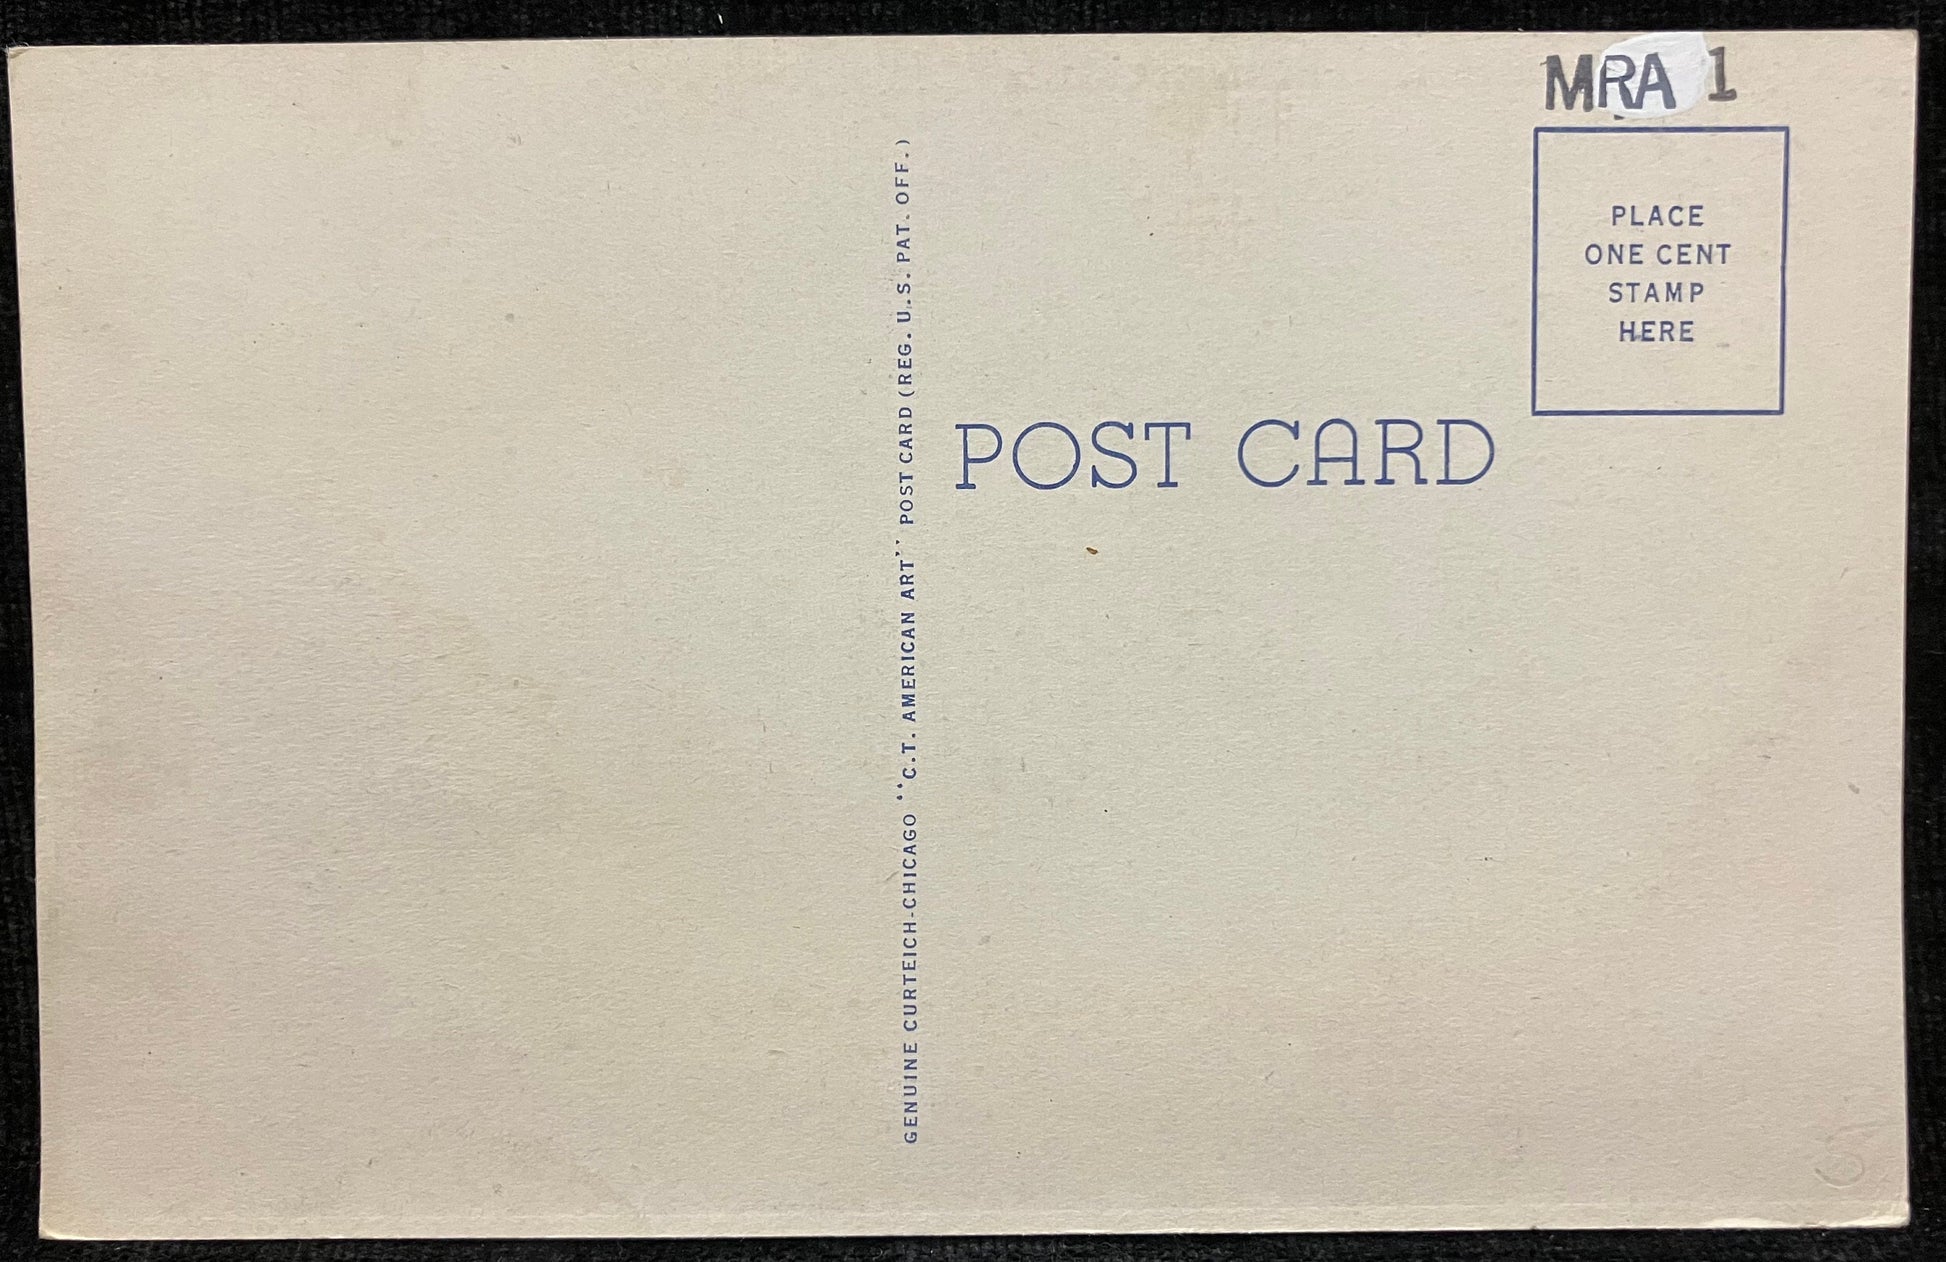 MRA 1
PLACE
ONE CENT
STAMP
HERE
POST CARD
GENUINE CURTEICH-CHICAGO "C.T. AMERICAN ART" POST CARD (REG. U.S. PAT. OFF.)